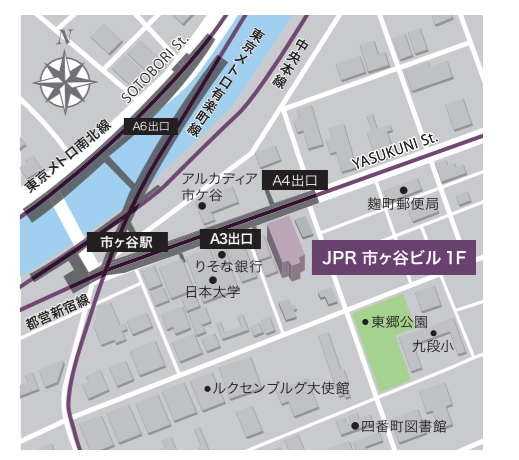 N
SOTOBORI St.
東京メトロ有楽町線
中央本線
A6出口
東京メトロ南北線
YASUKUNI St.
アルカディア
市ケ谷
A4出口
麹町郵便局
市ヶ谷駅
A3出口
JPR 市ヶ谷ビル 1F
りそな銀行
日本大学
都営新宿線
東郷公園
九段小
ルクセンブルグ大使館
四番町図書館